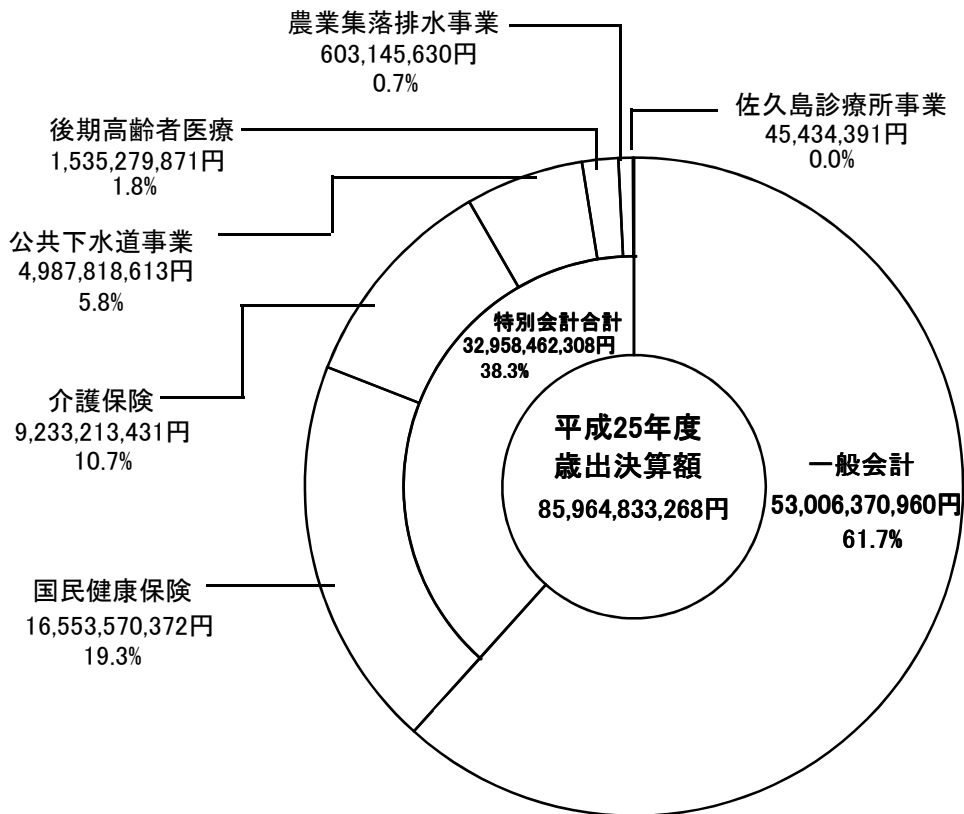 農業集落排水事業
603,145,630円
0.7%
佐久島診療所事業
45,434,391円
0.0%
後期高齢者医療
1,535,279,871円
1.8%
公共下水道事業
4,987,818,613円
5.8%
特別会計合計
32,958,462,308円
38.3%
介護保険
9,233,213,431円
10.7%
平成25年度
歳出決算額
85,964,833,268円
一般会計
53,006,370,960円
61.7%
国民健康保険
16,553,570,372円
19.3%